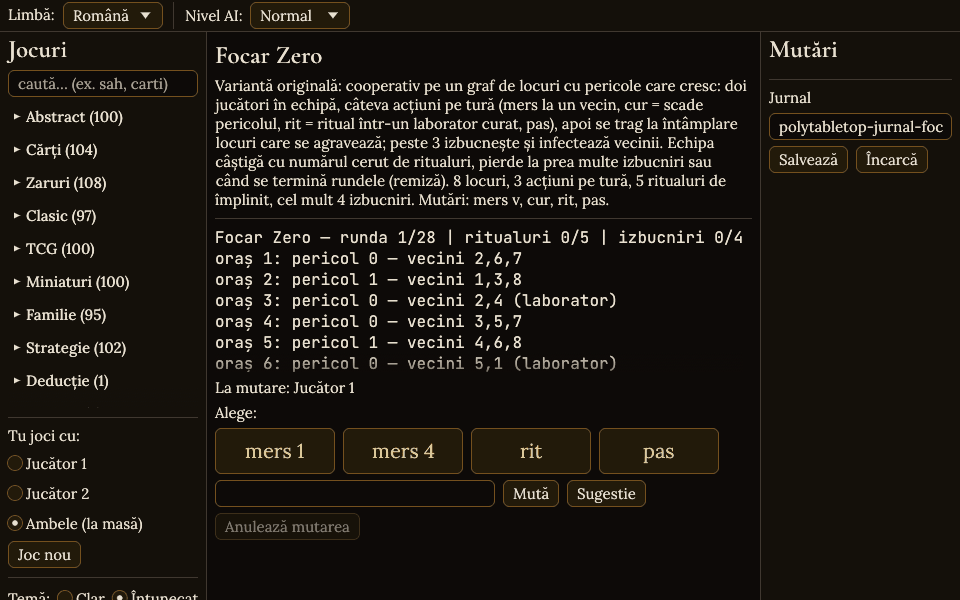 Limbă: Română ▼ Nivel AI: Normal ▼
Jocuri
caută... (ex. sah, carti)
▸ Abstract (100)
▸ Cărți (104)
▸ Zaruri (108)
▸ Clasic (97)
▸ TCG (100)
▸ Miniaturi (100)
▸ Familie (95)
▸ Strategie (102)
▸ Deducție (1)
Tu joci cu:
Jucător 1
Jucător 2
Ambele (la masă)
Joc nou
Temă: Clar Întunecat
Focar Zero
Variantă originală: cooperativ pe un graf de locuri cu pericole care cresc: doi
jucători în echipă, câteva acțiuni pe tură (mers la un vecin, cur = scade
pericolul, rit = ritual într-un laborator curat, pas), apoi se trag la întâmplare
locuri care se agravează; peste 3 izbucnește și infectează vecinii. Echipa
câștigă cu numărul cerut de ritualuri, pierde la prea multe izbucniri sau
când se termină rundele (remiză). 8 locuri, 3 acțiuni pe tură, 5 ritualuri de
împlinit, cel mult 4 izbucniri. Mutări: mers v, cur, rit, pas.
Focar Zero — runda 1/28 | ritualuri 0/5 | izbucniri 0/4
oraș 1: pericol 0 — vecini 2,6,7
oraș 2: pericol 1 — vecini 1,3,8
oraș 3: pericol 0 — vecini 2,4 (laborator)
oraș 4: pericol 0 — vecini 3,5,7
oraș 5: pericol 1 — vecini 4,6,8
oraș 6: pericol 0 — vecini 5,1 (laborator)
La mutare: Jucător 1
Alege:
mers 1 mers 4 rit pas
Mută Sugestie
Anulează mutarea
Mutări
Jurnal
polytabletop-jurnal-foc
Salvează Încarcă